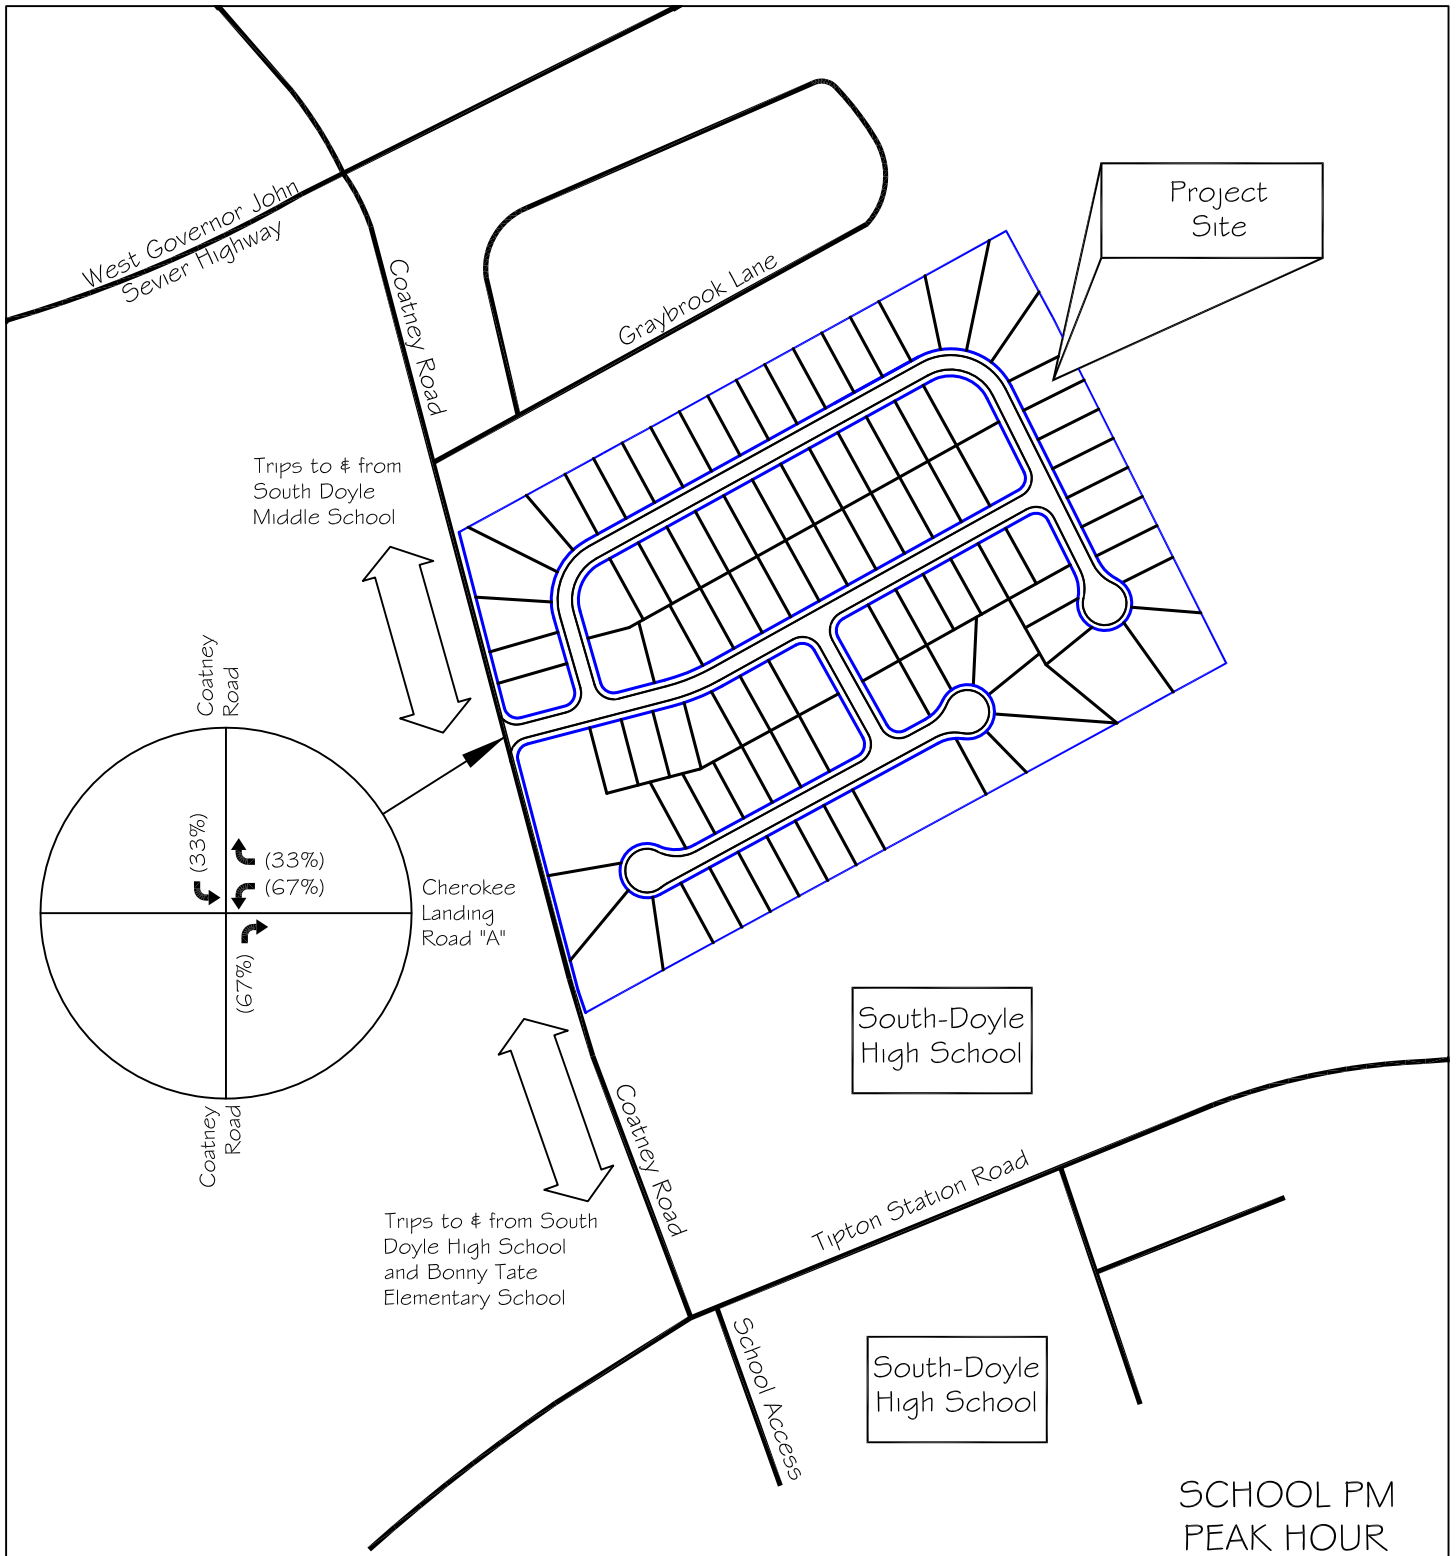 West Governor John
Sevier Highway
Coatney Road
Graybrook Lane
Project
Site
Trips to & from
South Doyle
Middle School
Coatney
Road
(33%)
(33%)
(67%)
(67%)
Cherokee
Landing
Road "A"
Coatney
Road
South-Doyle
High School
Coatney Road
Tipton Station Road
Trips to & from South
Doyle High School
and Bonny Tate
Elementary School
School Access
South-Doyle
High School
SCHOOL PM
PEAK HOUR